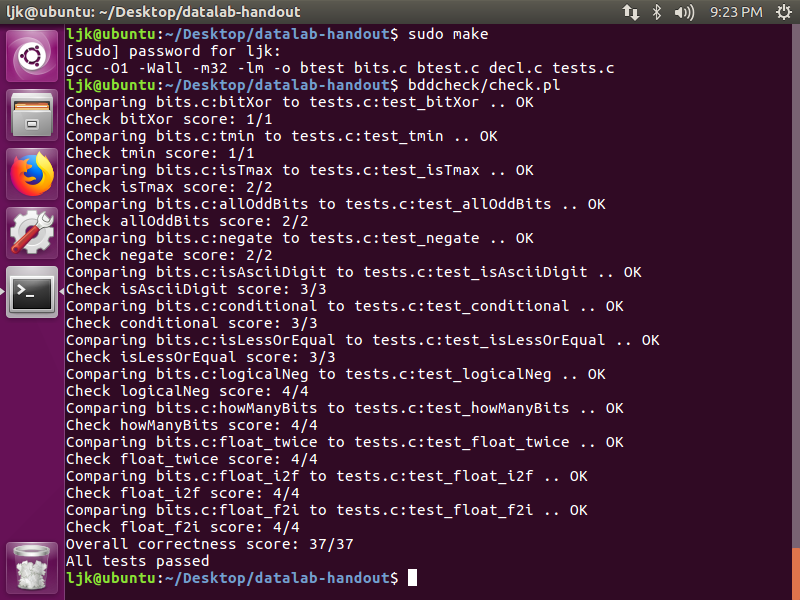 ljk@ubuntu: ~/Desktop/datalab-handout
9:23 PM
ljk@ubuntu:~/Desktop/datalab-handout$ sudo make
[sudo] password for ljk:
gcc -O1 -Wall -m32 -lm -o btest bits.c btest.c decl.c tests.c
ljk@ubuntu:~/Desktop/datalab-handout$ bddcheck/check.pl
Comparing bits.c:bitXor to tests.c:test_bitXor .. OK
Check bitXor score: 1/1
Comparing bits.c:tmin to tests.c:test_tmin .. OK
Check tmin score: 1/1
Comparing bits.c:isTmax to tests.c:test_isTmax .. OK
Check isTmax score: 2/2
Comparing bits.c:allOddBits to tests.c:test_allOddBits .. OK
Check allOddBits score: 2/2
Comparing bits.c:negate to tests.c:test_negate .. OK
Check negate score: 2/2
Comparing bits.c:isAsciiDigit to tests.c:test_isAsciiDigit .. OK
Check isAsciiDigit score: 3/3
Comparing bits.c:conditional to tests.c:test_conditional .. OK
Check conditional score: 3/3
Comparing bits.c:isLessOrEqual to tests.c:test_isLessOrEqual .. OK
Check isLessOrEqual score: 3/3
Comparing bits.c:logicalNeg to tests.c:test_logicalNeg .. OK
Check logicalNeg score: 4/4
Comparing bits.c:howManyBits to tests.c:test_howManyBits .. OK
Check howManyBits score: 4/4
Comparing bits.c:float_twice to tests.c:test_float_twice .. OK
Check float_twice score: 4/4
Comparing bits.c:float_i2f to tests.c:test_float_i2f .. OK
Check float_i2f score: 4/4
Comparing bits.c:float_f2i to tests.c:test_float_f2i .. OK
Check float_f2i score: 4/4
Overall correctness score: 37/37
All tests passed
ljk@ubuntu:~/Desktop/datalab-handout$